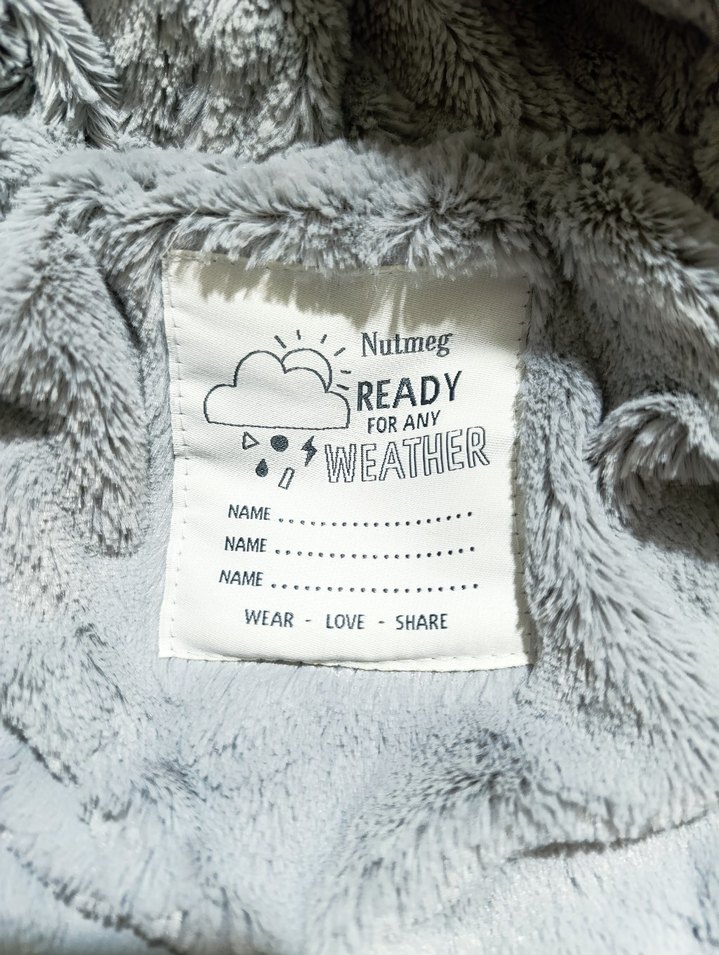 Nutmeg
READY
FOR ANY
WEATHER
NAME ....................
NAME .....................
NAME ......................
WEAR - LOVE - SHARE